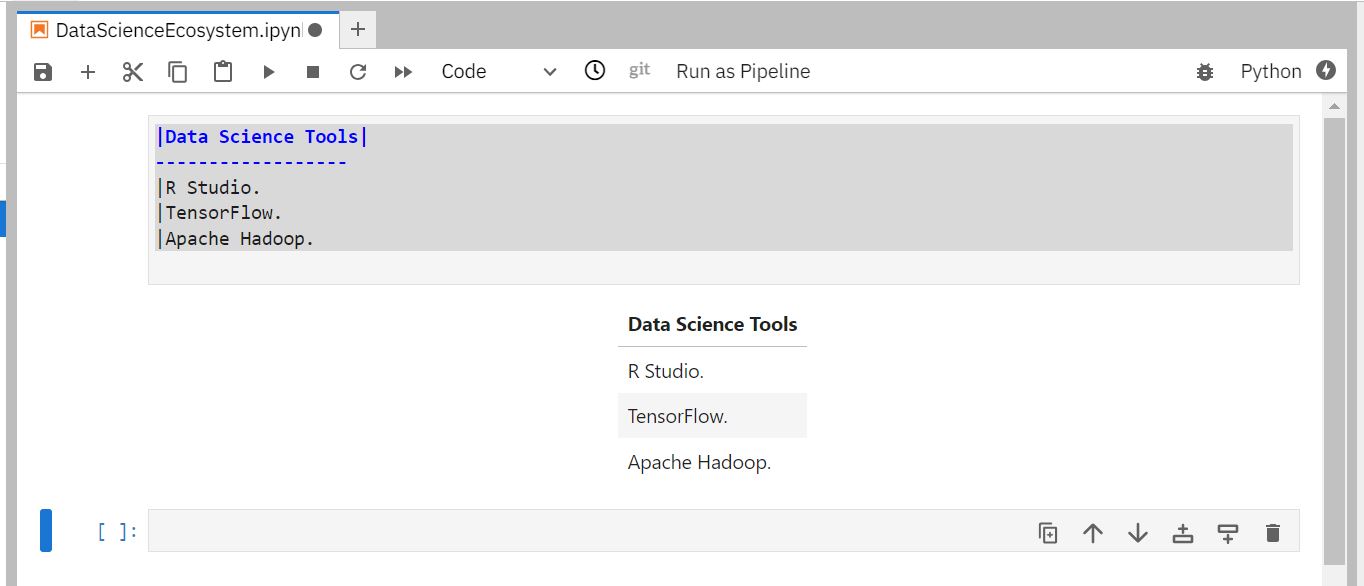 DataScienceEcosystem.ipyn
Code
git
Run as Pipeline
Python
|Data Science Tools|
------------------
|R Studio.
|TensorFlow.
|Apache Hadoop.
Data Science Tools
R Studio.
TensorFlow.
Apache Hadoop.
[ ]: